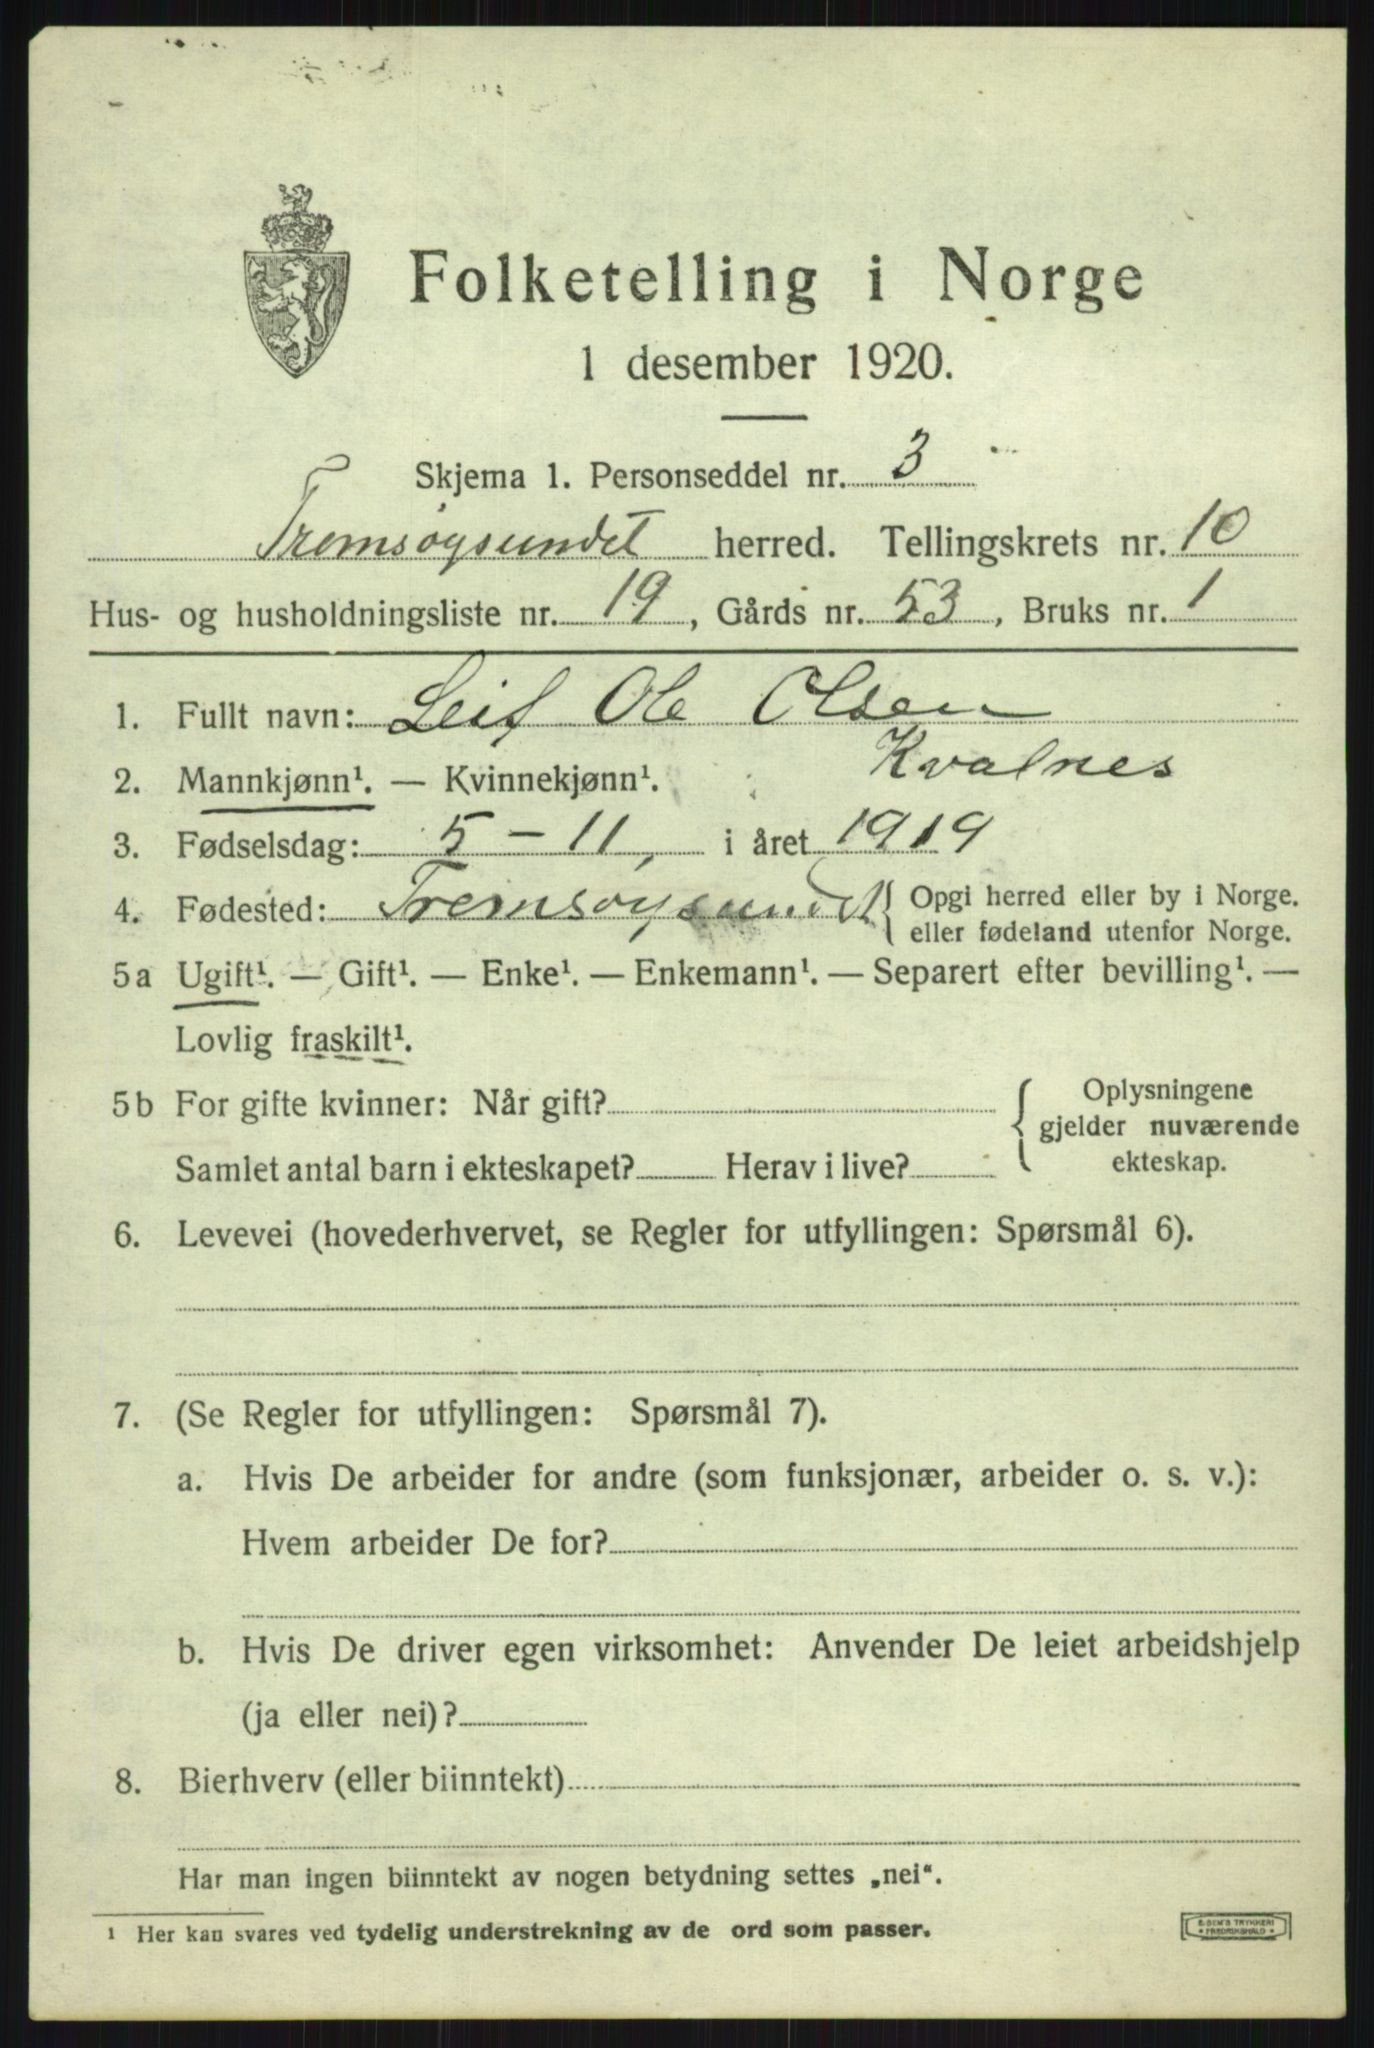 Folketelling i Norge
1 desember 1920.
Skjema 1. Personseddel nr. 3
Tromsøysundet herred. Tellingskrets nr. 10
Hus- og husholdningsliste nr. 19, Gårds nr. 53, Bruks nr. 1
1. Fullt navn: Leif Ole Olsen
Kvalnes
2. Mannkjønn¹. — Kvinnekjønn¹.
3. Fødselsdag: 5 – 11, i året 1919
4. Fødested: Tromsøysundet { Opgi herred eller by i Norge.
eller fødeland utenfor Norge.
5a Ugift¹. — Gift¹. — Enke¹. — Enkemann¹. — Separert efter bevilling¹. —
Lovlig fraskilt¹.
5b For gifte kvinner: Når gift? { Oplysningene
gjelder nuværende
Samlet antal barn i ekteskapet? Herav i live? ekteskap.
6. Levevei (hovederhvervet, se Regler for utfyllingen: Spørsmål 6).
7. (Se Regler for utfyllingen: Spørsmål 7).
a. Hvis De arbeider for andre (som funksjonær, arbeider o. s. v.):
Hvem arbeider De for?
b. Hvis De driver egen virksomhet: Anvender De leiet arbeidshjelp
(ja eller nei)?
8. Bierhverv (eller biinntekt)
Har man ingen biinntekt av nogen betydning settes „nei“.
1 Her kan svares ved tydelig understrekning av de ord som passer.
E. SEM'S TRYKKERI
• FREDRIKSHALD •